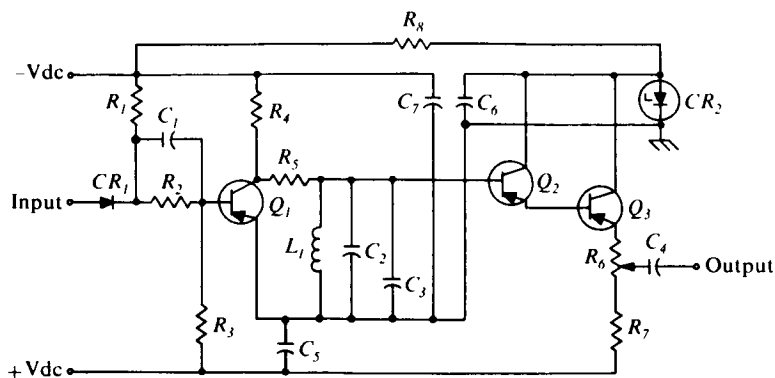 R8
−Vdc
R1
C1
R4
C7
C6
CR2
R5
CR1
R2
Q1
Q2
Q3
Input
L1
C2
C3
R6
C4
Output
R3
C5
R7
+Vdc